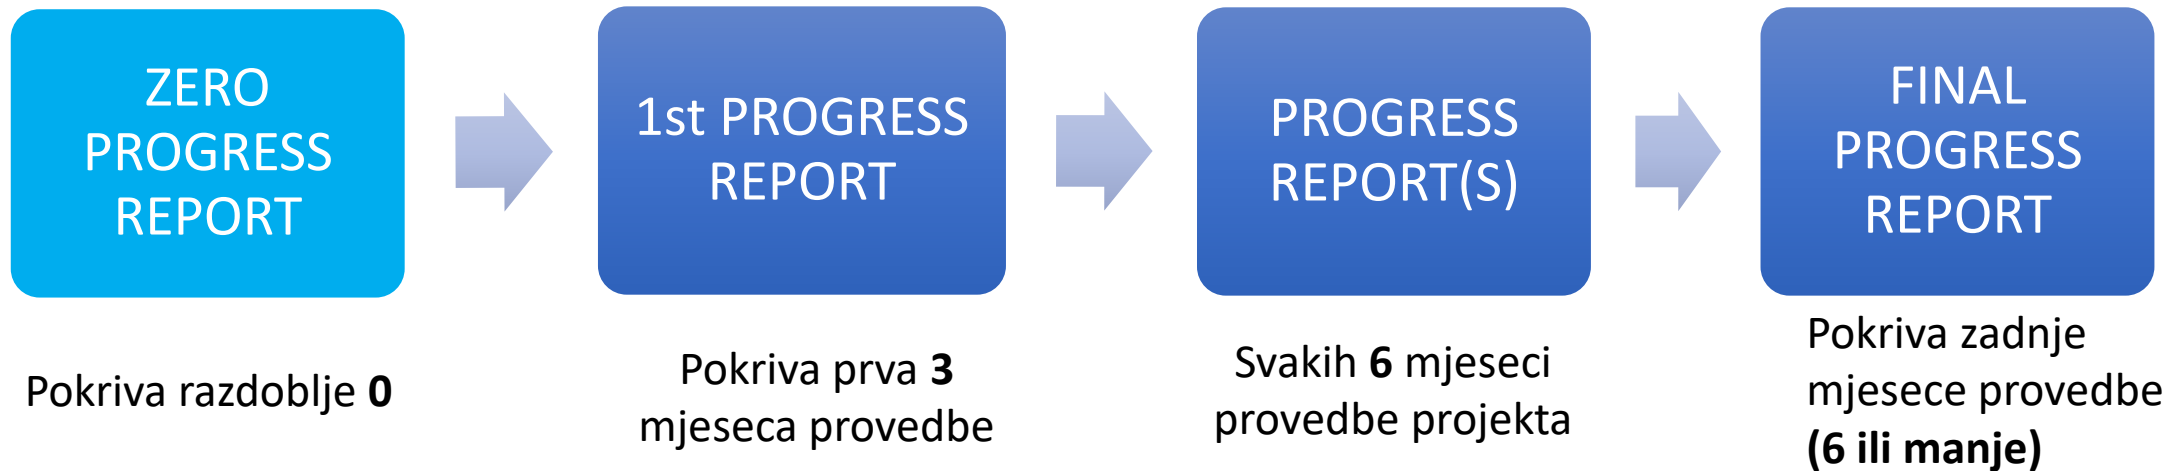 ZERO
PROGRESS
REPORT
Pokriva razdoblje 0
1st PROGRESS
REPORT
Pokriva prva 3
mjeseca provedbe
PROGRESS
REPORT(S)
Svakih 6 mjeseci
provedbe projekta
FINAL
PROGRESS
REPORT
Pokriva zadnje
mjesece provedbe
(6 ili manje)